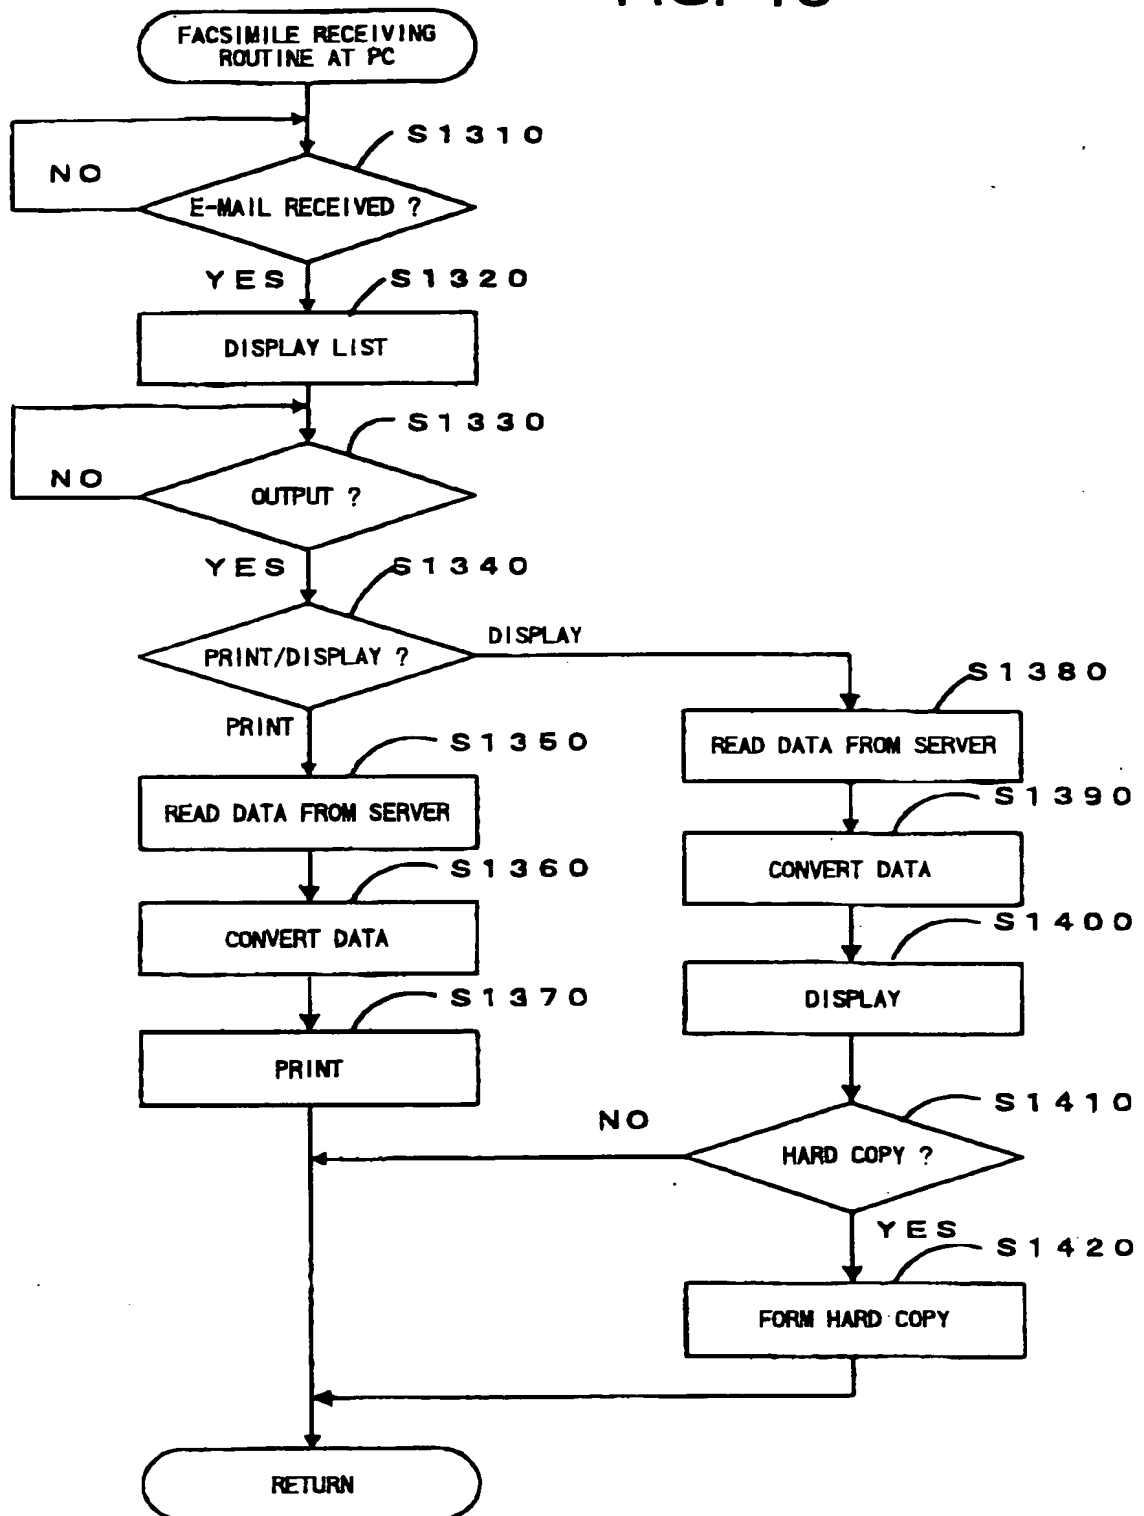 FACSIMILE RECEIVING
ROUTINE AT PC
S1310
NO
E-MAIL RECEIVED ?
YES
S1320
DISPLAY LIST
S1330
NO
OUTPUT ?
YES
S1340
PRINT/DISPLAY ?
DISPLAY
PRINT
S1350
READ DATA FROM SERVER
S1360
CONVERT DATA
S1370
PRINT
S1380
READ DATA FROM SERVER
S1390
CONVERT DATA
S1400
DISPLAY
S1410
NO
HARD COPY ?
YES
S1420
FORM HARD COPY
RETURN